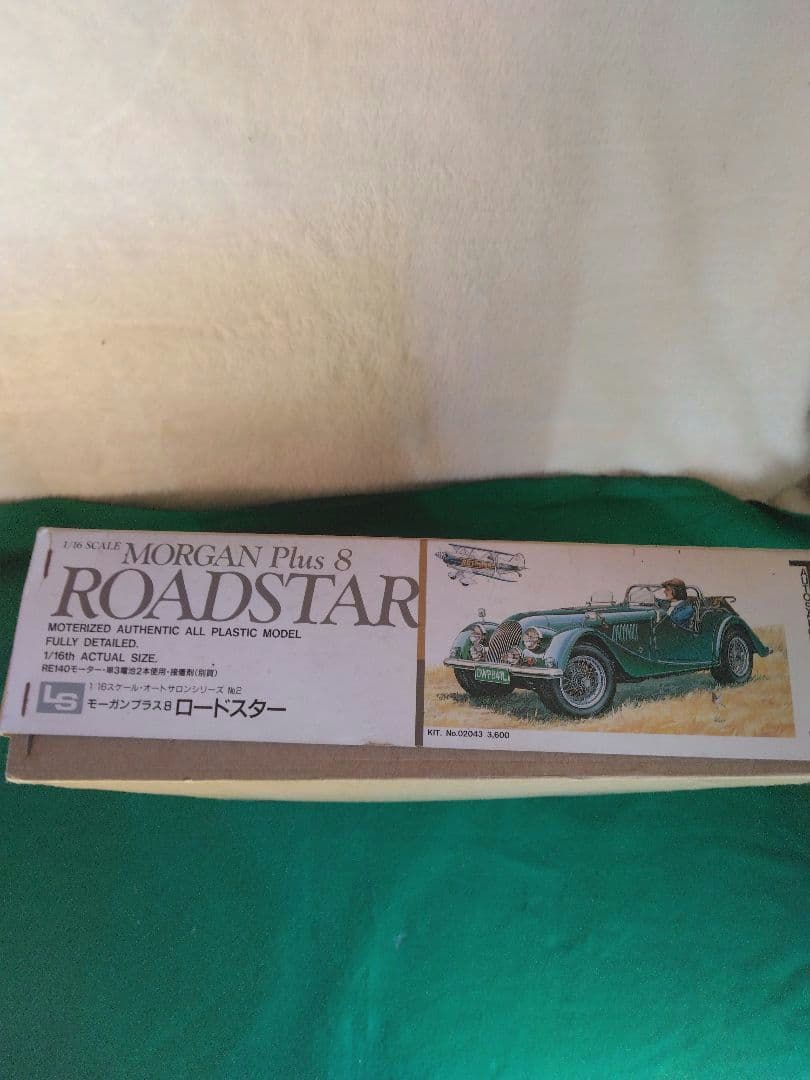 1/16 SCALE MORGAN Plus 8
ROADSTAR
MOTERIZED AUTHENTIC ALL PLASTIC MODEL
FULLY DETAILED.
1/16th ACTUAL SIZE.
RE140モーター・単3電池2本使用・接着剤(別買)
LS
1/16スケール・オートサロンシリーズ №2
モーガンプラス8 ロードスター
KIT. No.02043 3,600